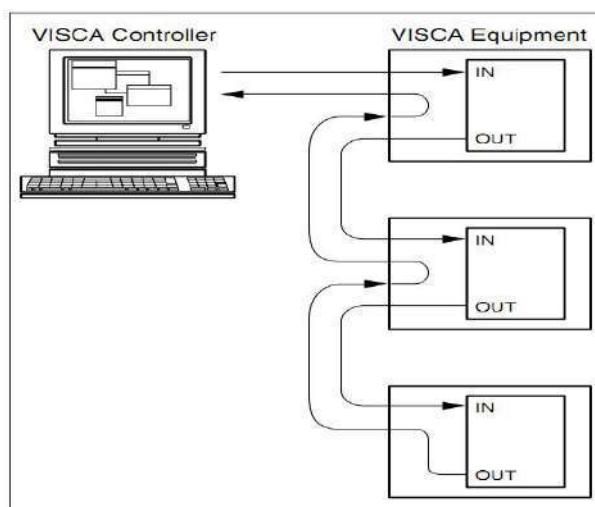 VISCA Controller
VISCA Equipment
IN
OUT
IN
OUT
IN
OUT